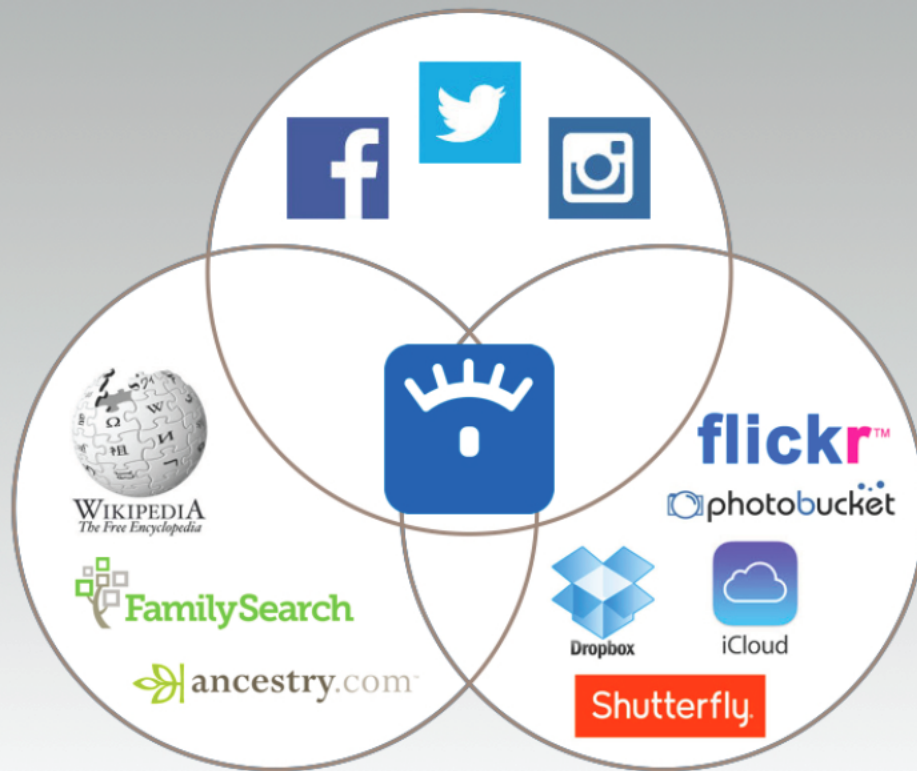 flickr™
photobucket
WIKIPEDIA
The Free Encyclopedia
FamilySearch
Dropbox
iCloud
ancestry.com
Shutterfly.